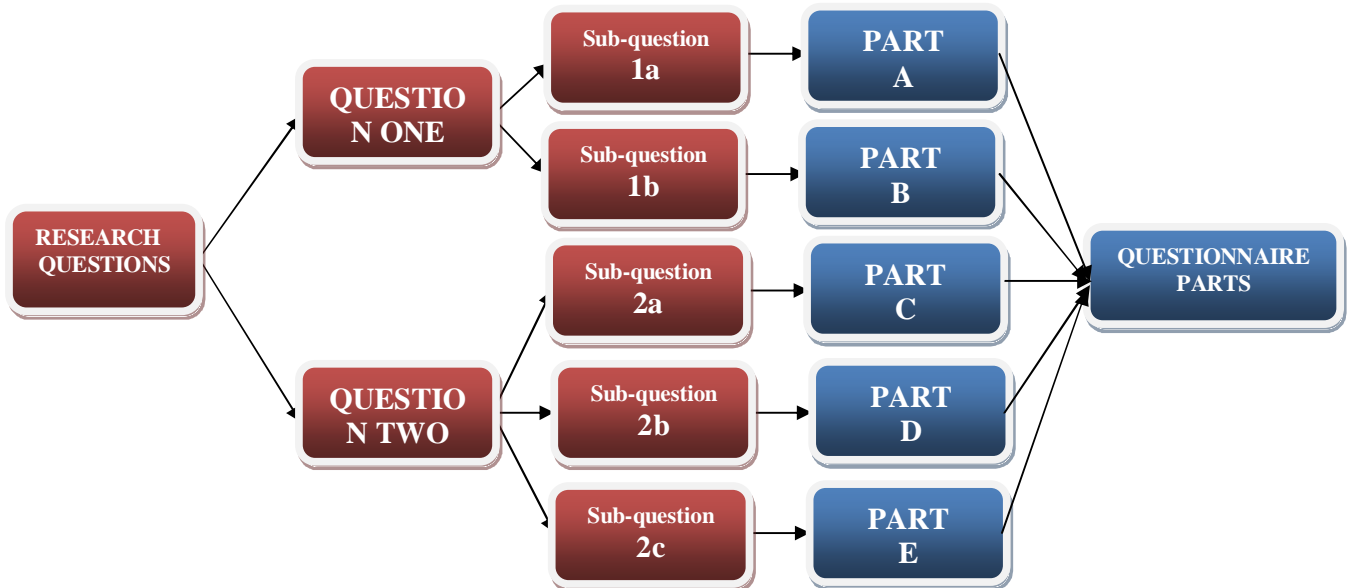 RESEARCH
QUESTIONS
QUESTIO
N ONE
QUESTIO
N TWO
Sub-question
1a
Sub-question
1b
Sub-question
2a
Sub-question
2b
Sub-question
2c
PART
A
PART
B
PART
C
PART
D
PART
E
QUESTIONNAIRE
PARTS